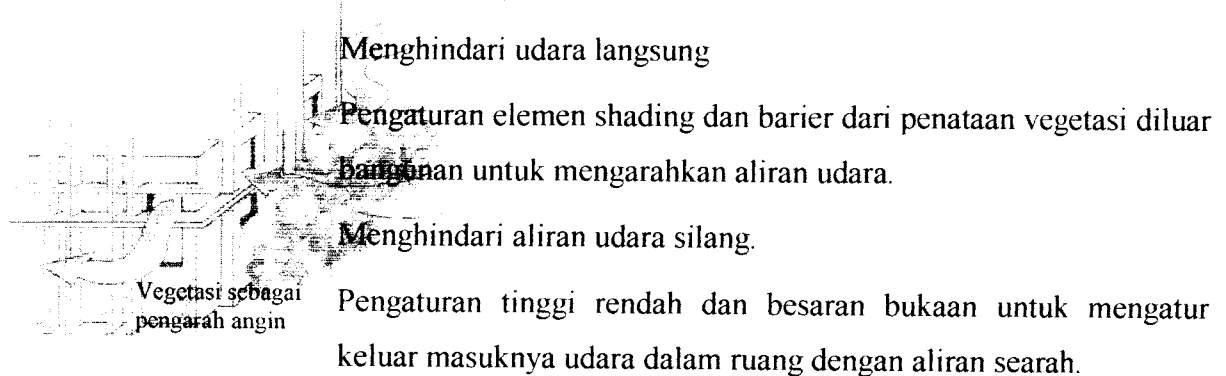 Menghindari udara langsung
Pengaturan elemen shading dan barier dari penataan vegetasi diluar
bangunan untuk mengarahkan aliran udara.
Menghindari aliran udara silang.
Vegetasi sebagai
pengarah angin
Pengaturan tinggi rendah dan besaran bukaan untuk mengatur
keluar masuknya udara dalam ruang dengan aliran searah.